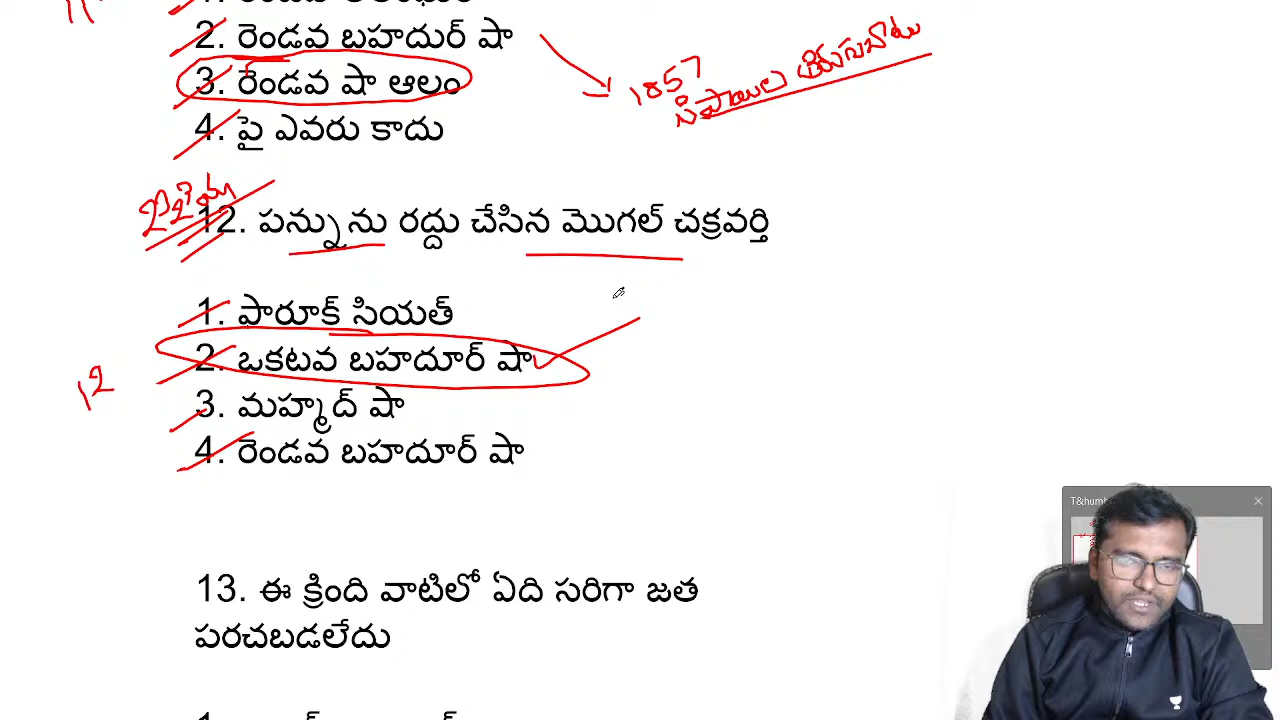 2. రెండవ బహదుర్ షా
3. రెండవ షా ఆలం
4. పై ఎవరు కాదు
1857
సిపాయిల తిరుగుబాటు
12. పన్నును రద్దు చేసిన మొగల్ చక్రవర్తి
1. ఫారూక్ సియత్
2. ఒకటవ బహదూర్ షా
12
3. మహ్మద్ షా
4. రెండవ బహదూర్ షా
13. ఈ క్రింది వాటిలో ఏది సరిగా జత
పరచబడలేదు